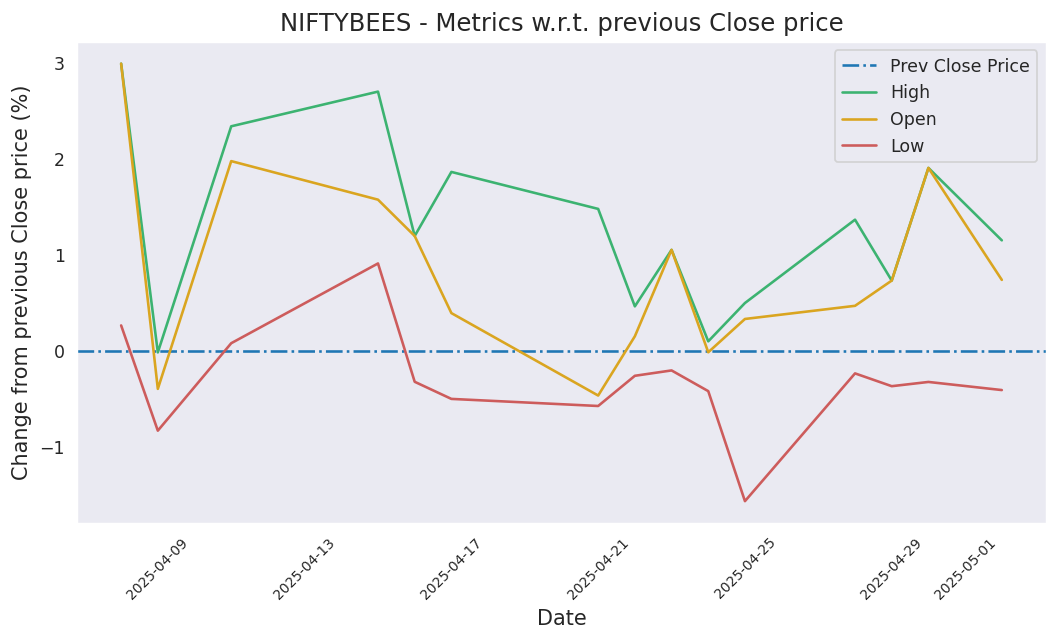 NIFTYBEES - Metrics w.r.t. previous Close price
Change from previous Close price (%)
3
2
1
0
−1
Prev Close Price
High
Open
Low
2025-04-09
2025-04-13
2025-04-17
2025-04-21
2025-04-25
2025-04-29
2025-05-01
Date